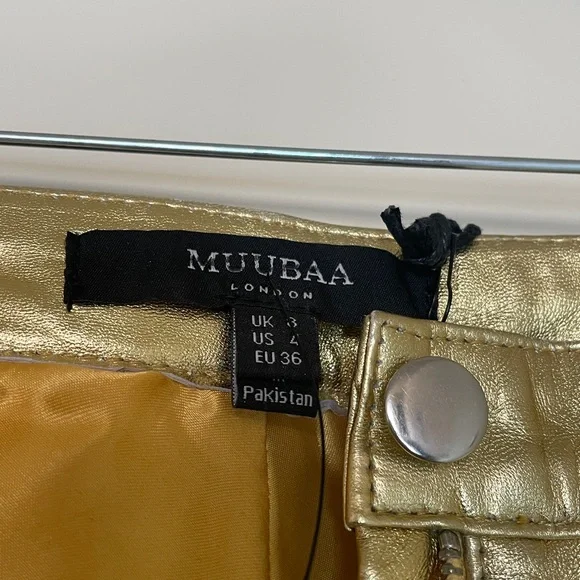 MUUBAA
LONDON
UK 8
US 4
EU 36
Pakistan